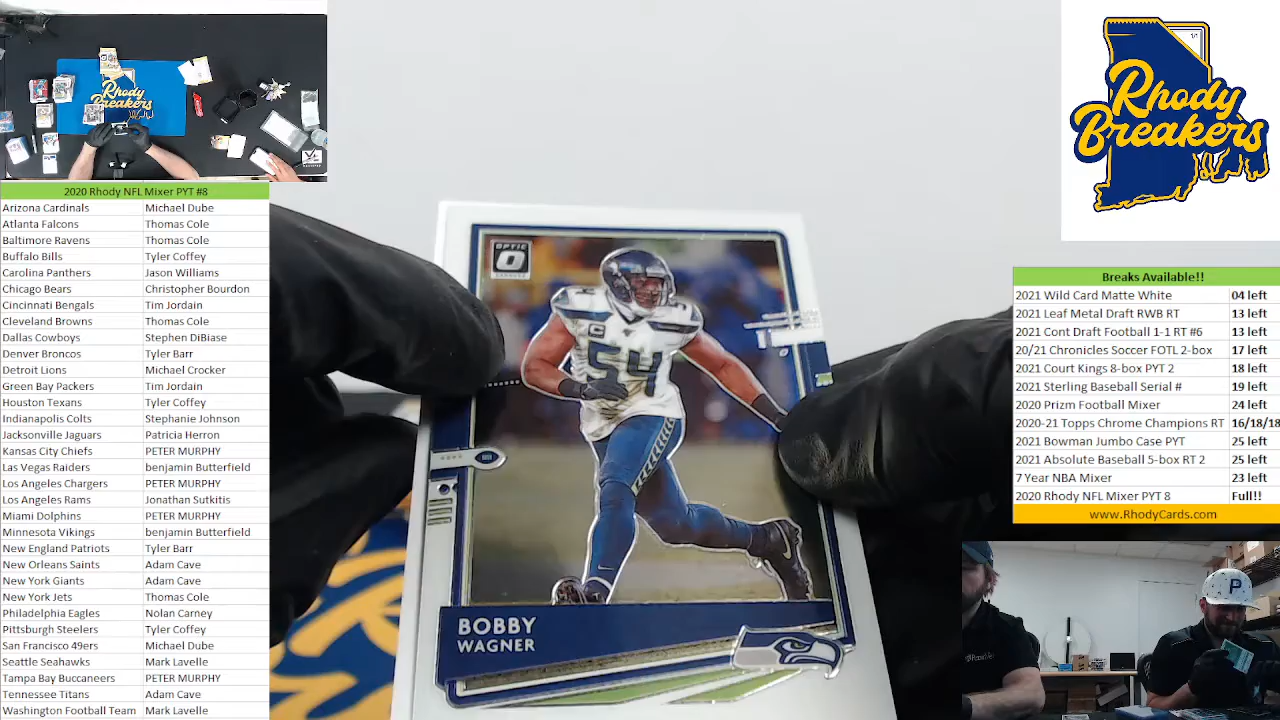 Rhody
Breakers
2020 Rhody NFL Mixer PYT #8
Arizona Cardinals Michael Dube
Atlanta Falcons Thomas Cole
Baltimore Ravens Thomas Cole
Buffalo Bills Tyler Coffey
Carolina Panthers Jason Williams
Chicago Bears Christopher Bourdon
Cincinnati Bengals Tim Jordain
Cleveland Browns Thomas Cole
Dallas Cowboys Stephen DiBiase
Denver Broncos Tyler Barr
Detroit Lions Michael Crocker
Green Bay Packers Tim Jordain
Houston Texans Tyler Coffey
Indianapolis Colts Stephanie Johnson
Jacksonville Jaguars Patricia Herron
Kansas City Chiefs PETER MURPHY
Las Vegas Raiders benjamin Butterfield
Los Angeles Chargers PETER MURPHY
Los Angeles Rams Jonathan Sutkitis
Miami Dolphins PETER MURPHY
Minnesota Vikings benjamin Butterfield
New England Patriots Tyler Barr
New Orleans Saints Adam Cave
New York Giants Adam Cave
New York Jets Thomas Cole
Philadelphia Eagles Nolan Carney
Pittsburgh Steelers Tyler Coffey
San Francisco 49ers Michael Dube
Seattle Seahawks Mark Lavelle
Tampa Bay Buccaneers PETER MURPHY
Tennessee Titans Adam Cave
Washington Football Team Mark Lavelle
OPTIC
O
C
54
BOBBY
WAGNER
Rhody
Breakers
Breaks Available!!
2021 Wild Card Matte White 04 left
2021 Leaf Metal Draft RWB RT 13 left
2021 Cont Draft Football 1-1 RT #6 13 left
20/21 Chronicles Soccer FOTL 2-box 17 left
2021 Court Kings 8-box PYT 2 18 left
2021 Sterling Baseball Serial # 19 left
2020 Prizm Football Mixer 24 left
2020-21 Topps Chrome Champions RT 16/18/18
2021 Bowman Jumbo Case PYT 25 left
2021 Absolute Baseball 5-box RT 2 25 left
7 Year NBA Mixer 23 left
2020 Rhody NFL Mixer PYT 8 Full!!
www.RhodyCards.com
P